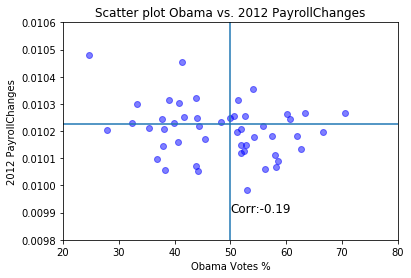 Scatter plot Obama vs. 2012 PayrollChanges
2012 PayrollChanges
0.0106
0.0105
0.0104
0.0103
0.0102
0.0101
0.0100
0.0099
0.0098
Corr:-0.19
20 30 40 50 60 70 80
Obama Votes %